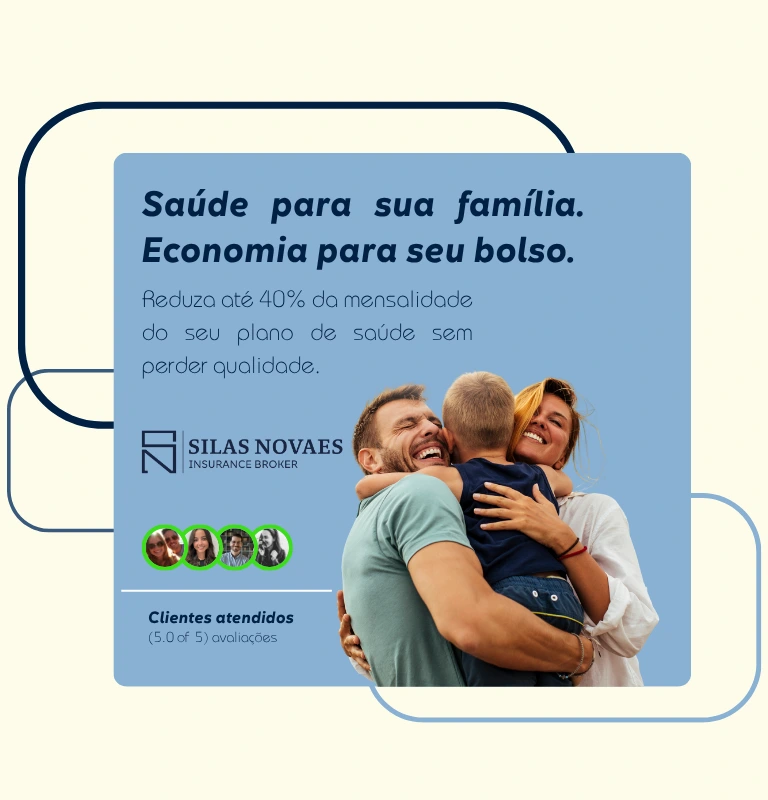 Saúde para sua família.
Economia para seu bolso.
Reduza até 40% da mensalidade
do seu plano de saúde sem
perder qualidade.
SILAS NOVAES
INSURANCE BROKER
Clientes atendidos
(5.0 of 5) avaliações